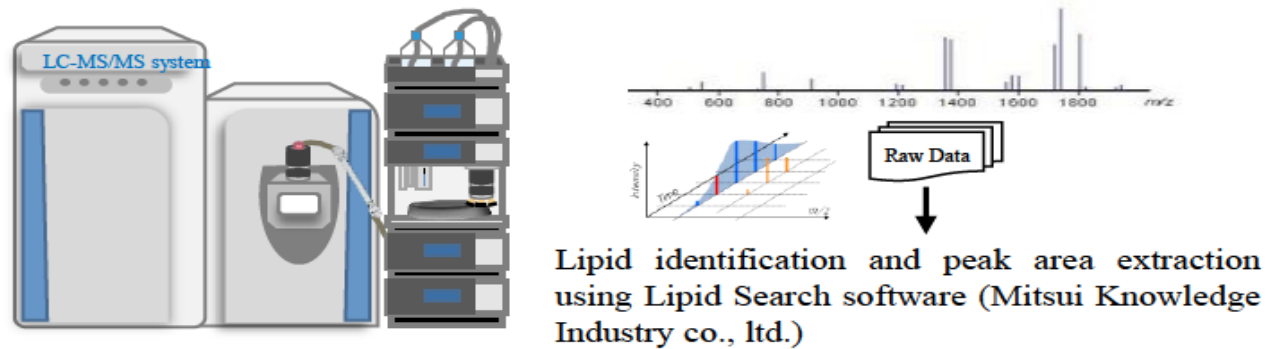 LC-MS/MS system
400 600 800 1000 1200 1400 1600 1800 m/z
Intensity
Time
m/z
Raw Data
Lipid identification and peak area extraction
using Lipid Search software (Mitsui Knowledge
Industry co., ltd.)